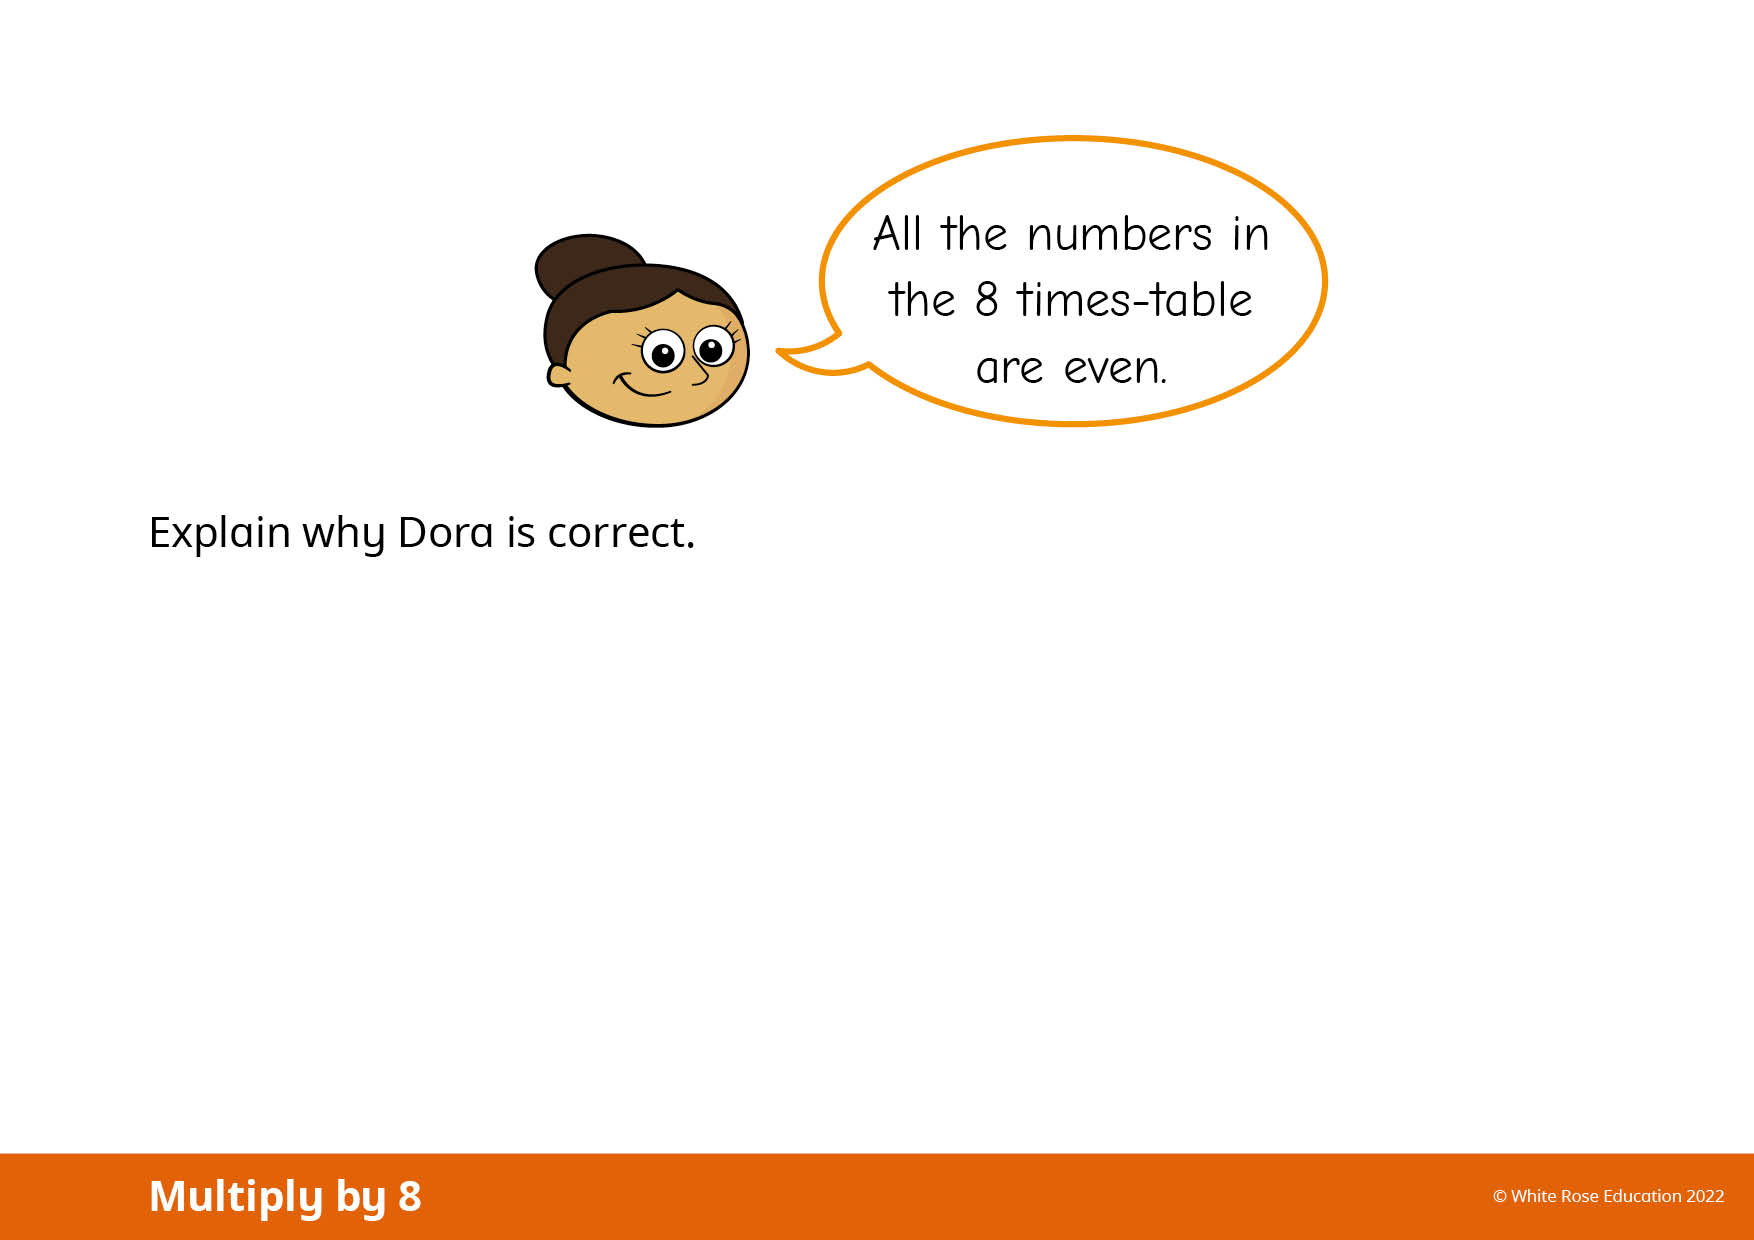 All the numbers in
the 8 times-table
are even.
Explain why Dora is correct.
Multiply by 8
© White Rose Education 2022